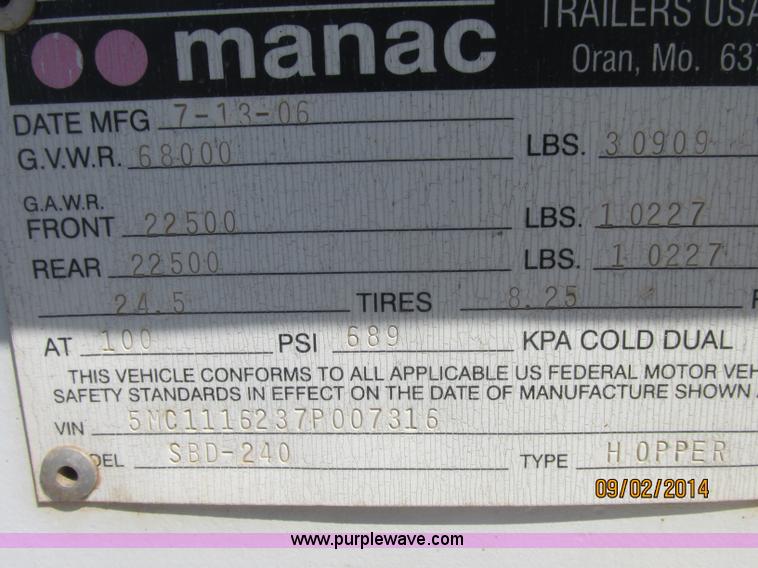 manac
TRAILERS USA
Oran, Mo. 637
DATE MFG 7-13-06
G.V.W.R. 68000 LBS. 30909
G.A.W.R.
FRONT 22500 LBS. 10227
REAR 22500 LBS. 10227
24.5 TIRES 8.25
AT 100 PSI 689 KPA COLD DUAL
THIS VEHICLE CONFORMS TO ALL APPLICABLE US FEDERAL MOTOR VEH
SAFETY STANDARDS IN EFFECT ON THE DATE OF MANUFACTURE SHOWN
VIN 5MC1116237P007316
DEL SBD-240 TYPE HOPPER
09/02/2014
www.purplewave.com